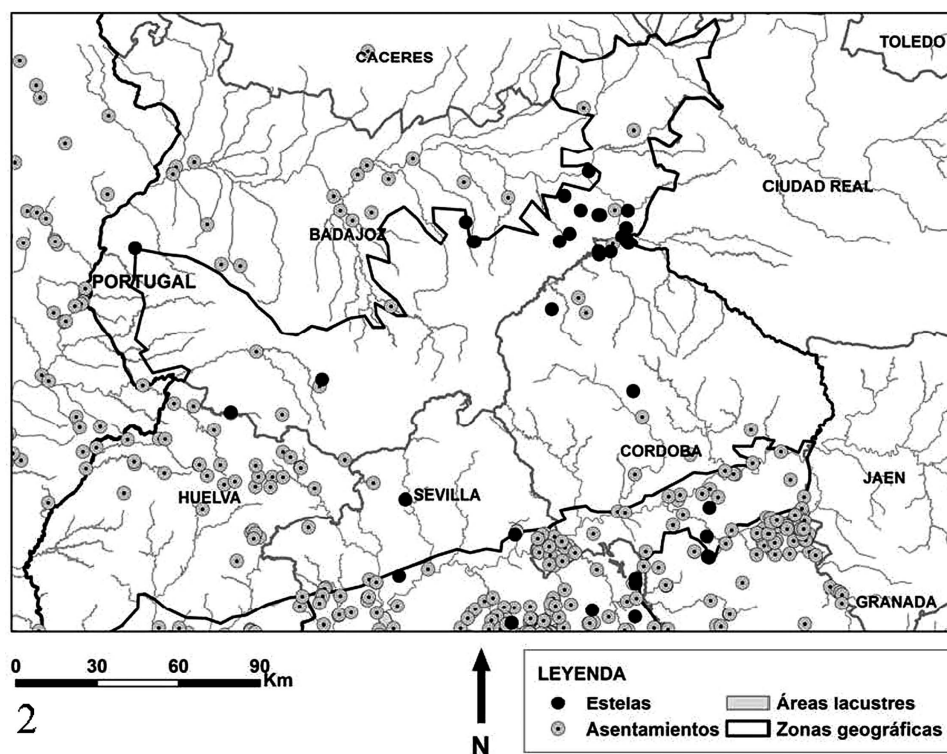 TOLEDO
CACERES
CIUDAD REAL
BADAJOZ
PORTUGAL
CORDOBA
JAEN
HUELVA
SEVILLA
GRANADA
0 30 60 90
Km
2
N
LEYENDA
Estelas
Áreas lacustres
Asentamientos
Zonas geográficas